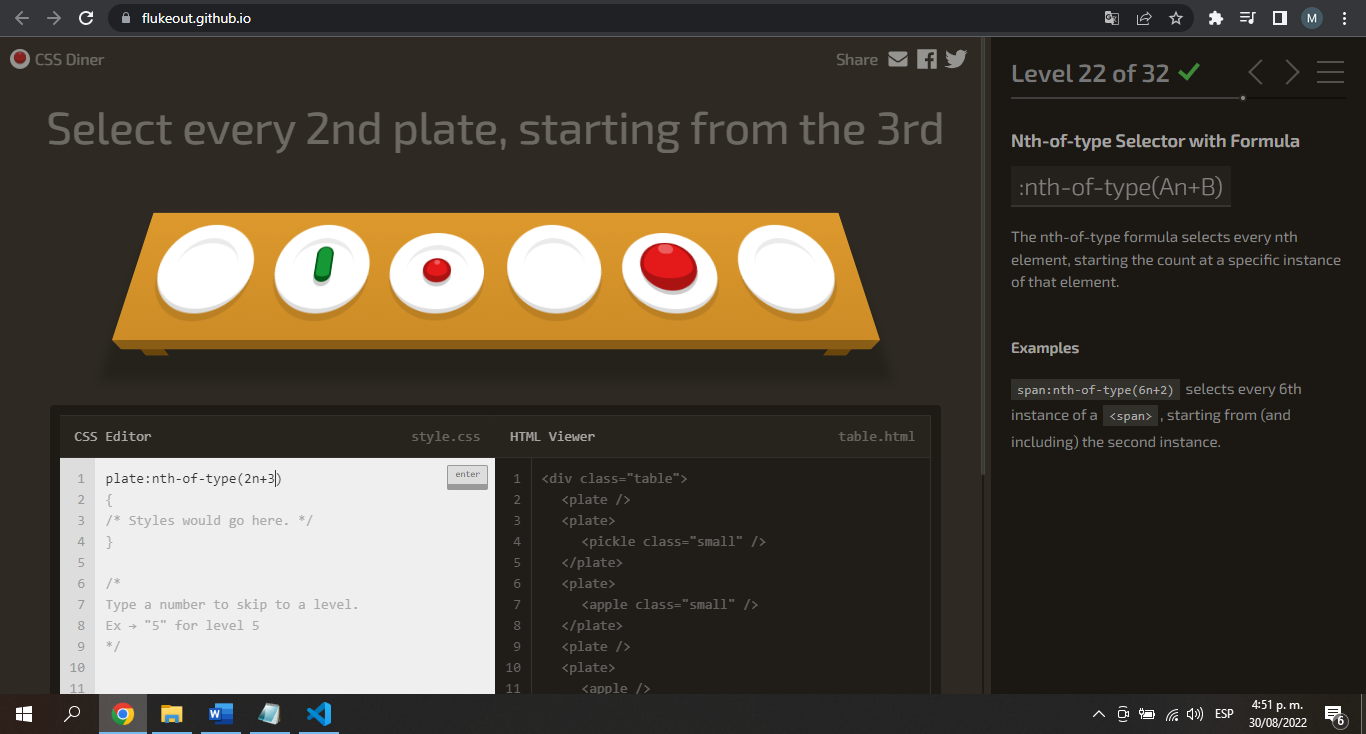 flukeout.github.io
M
CSS Diner
Share
Select every 2nd plate, starting from the 3rd
CSS Editor
style.css
HTML Viewer
table.html
1 plate:nth-of-type(2n+3)
enter
2 {
3 /* Styles would go here. */
4 }
5
6 /*
7 Type a number to skip to a level.
8 Ex → "5" for level 5
9 */
10
11
1 <div class="table">
2 <plate />
3 <plate>
4 <pickle class="small" />
5 </plate>
6 <plate>
7 <apple class="small" />
8 </plate>
9 <plate />
10 <plate>
11 <apple />
Level 22 of 32
Nth-of-type Selector with Formula
:nth-of-type(An+B)
The nth-of-type formula selects every nth
element, starting the count at a specific instance
of that element.
Examples
span:nth-of-type(6n+2) selects every 6th
instance of a <span> , starting from (and
including) the second instance.
ESP
4:51 p. m.
30/08/2022
6